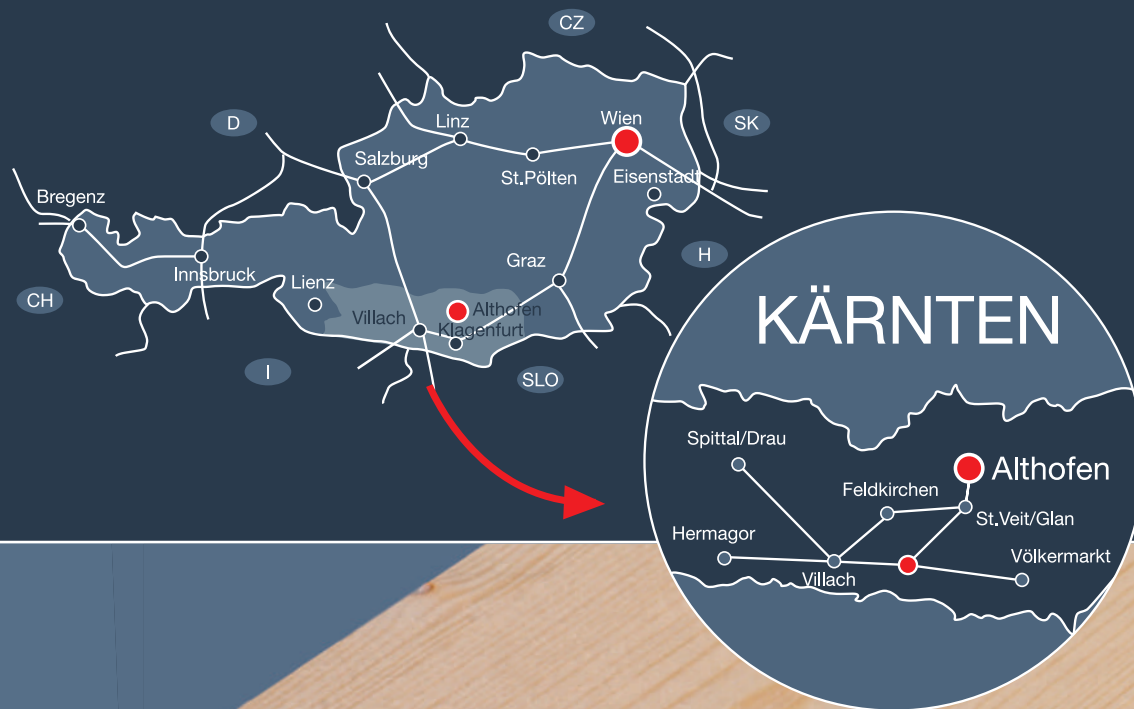 CZ
D
Linz
Wien
SK
Salzburg
St.Pölten
Eisenstadt
Bregenz
H
Innsbruck
Graz
Lienz
CH
Villach
Althofen
Klagenfurt
I
SLO
KÄRNTEN
Spittal/Drau
Althofen
Feldkirchen
St.Veit/Glan
Hermagor
Völkermarkt
Villach